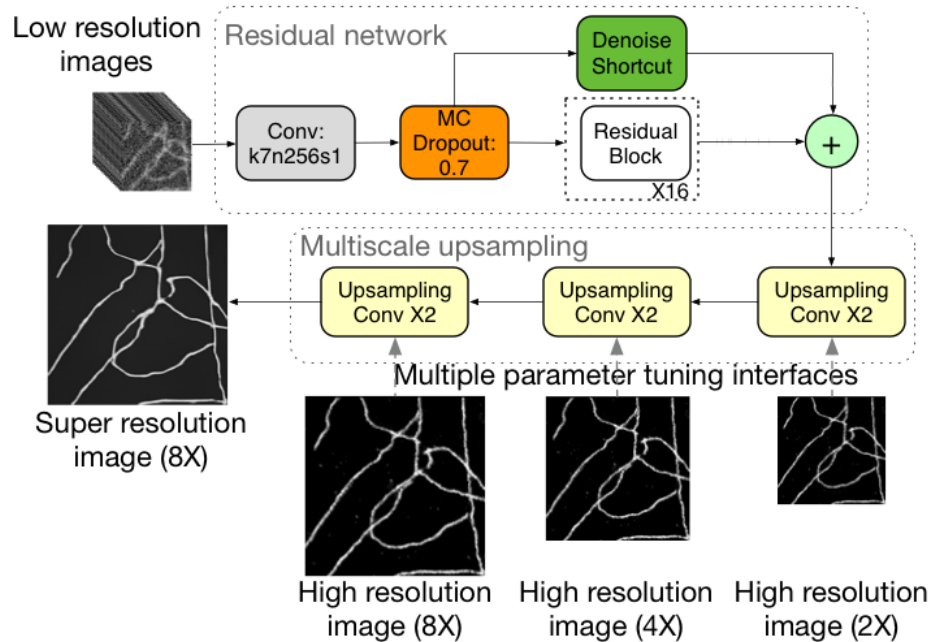 Low resolution
images
Residual network
Denoise
Shortcut
Conv:
k7n256s1
MC
Dropout:
0.7
Residual
Block
X16
+
Multiscale upsampling
Upsampling
Conv X2
Upsampling
Conv X2
Upsampling
Conv X2
Multiple parameter tuning interfaces
Super resolution
image (8X)
High resolution
image (8X)
High resolution
image (4X)
High resolution
image (2X)